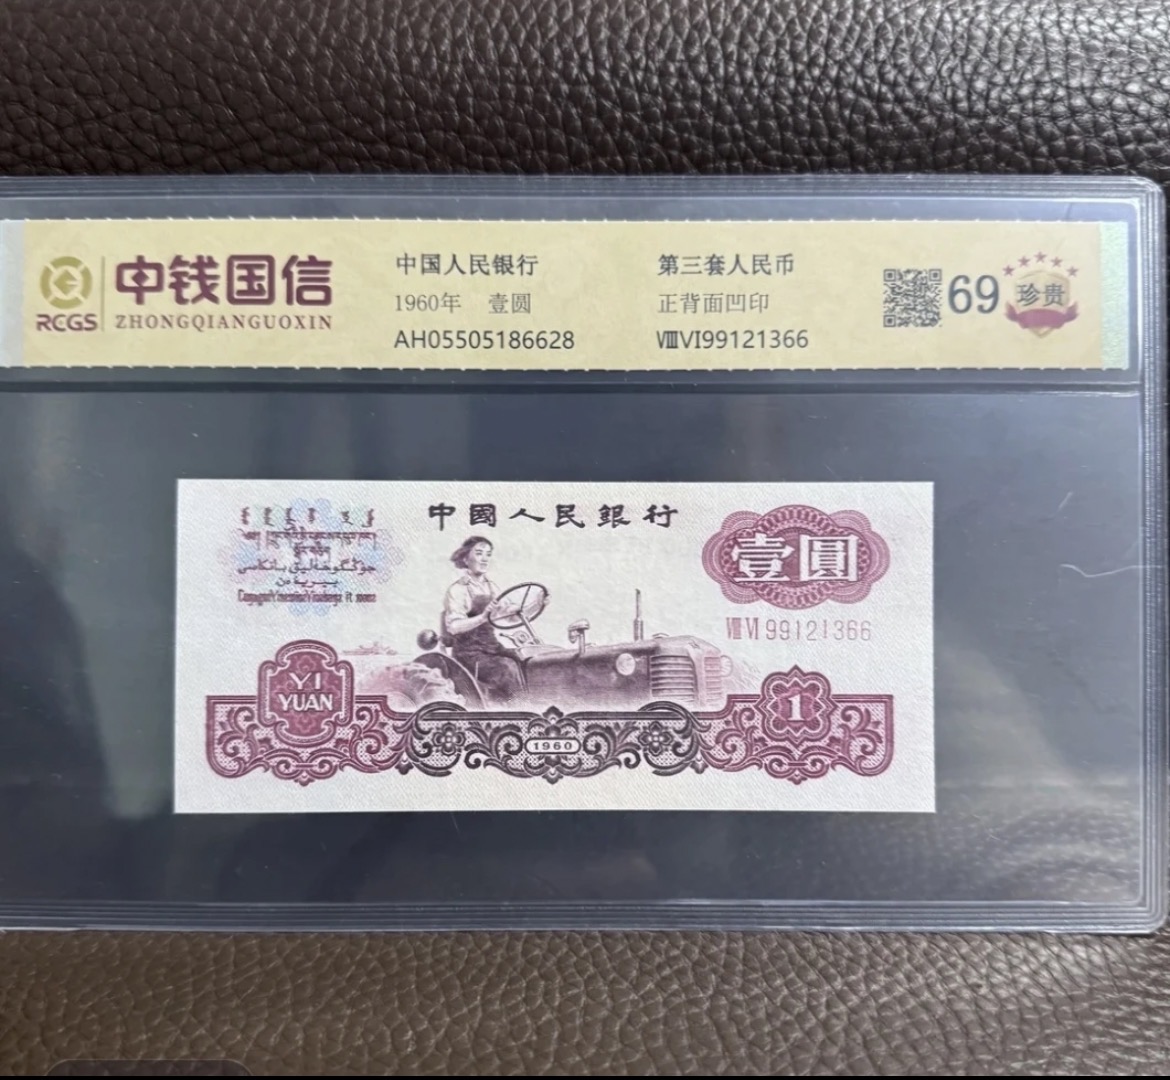 中钱国信
RCGS ZHONGQIANGUOXIN
中国人民银行
1960年 壹圆
AH05505186628
第三套人民币
正背面凹印
ⅧⅥ99121366
69
珍贵
中國人民銀行
壹圓
ⅧⅥ 99121366
YI
YUAN
1960
1